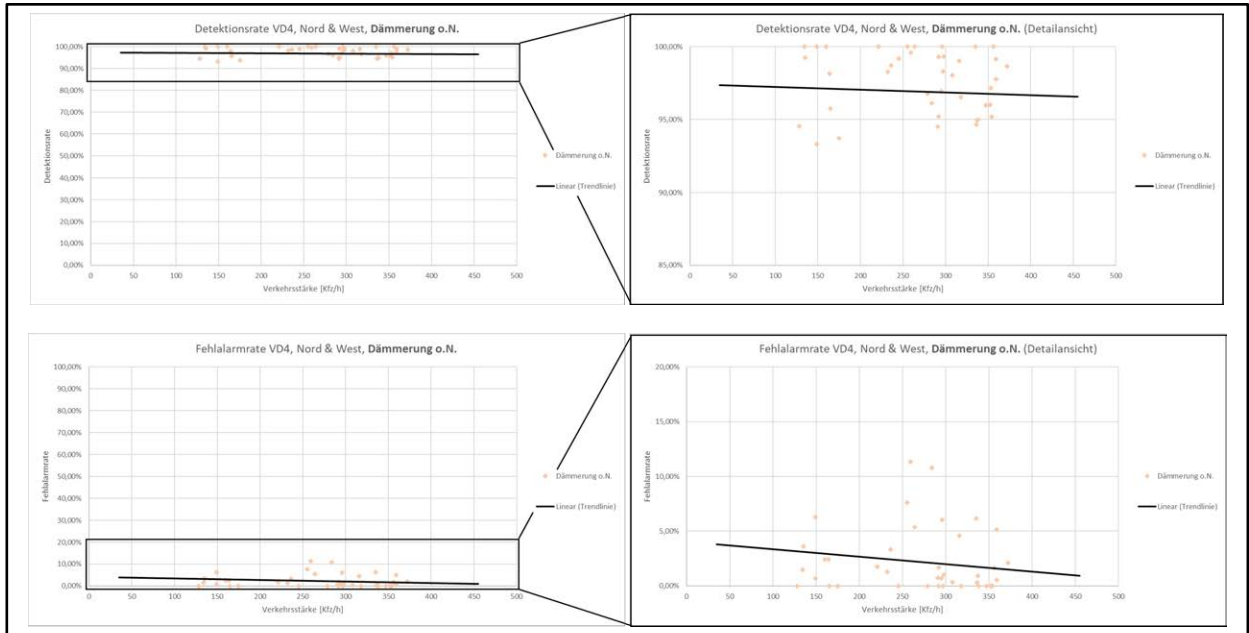 Detektionsrate VD4, Nord & West, Dämmerung o.N.
100,00%
90,00%
80,00%
70,00%
60,00%
50,00%
40,00%
30,00%
20,00%
10,00%
0,00%
Detektionsrate
0 50 100 150 200 250 300 350 400 450 500
Verkehrsstärke [Kfz/h]
Dämmerung o.N.
Linear (Trendlinie)
Detektionsrate VD4, Nord & West, Dämmerung o.N. (Detailansicht)
100,00%
95,00%
90,00%
85,00%
Detektionsrate
0 50 100 150 200 250 300 350 400 450 500
Verkehrsstärke [Kfz/h]
Dämmerung o.N.
Linear (Trendlinie)
Fehlalarmrate VD4, Nord & West, Dämmerung o.N.
100,00%
90,00%
80,00%
70,00%
60,00%
50,00%
40,00%
30,00%
20,00%
10,00%
0,00%
Fehlalarmrate
0 50 100 150 200 250 300 350 400 450 500
Verkehrsstärke [Kfz/h]
Dämmerung o.N.
Linear (Trendlinie)
Fehlalarmrate VD4, Nord & West, Dämmerung o.N. (Detailansicht)
20,00%
15,00%
10,00%
5,00%
0,00%
Fehlalarmrate
0 50 100 150 200 250 300 350 400 450 500
Verkehrsstärke [Kfz/h]
Dämmerung o.N.
Linear (Trendlinie)